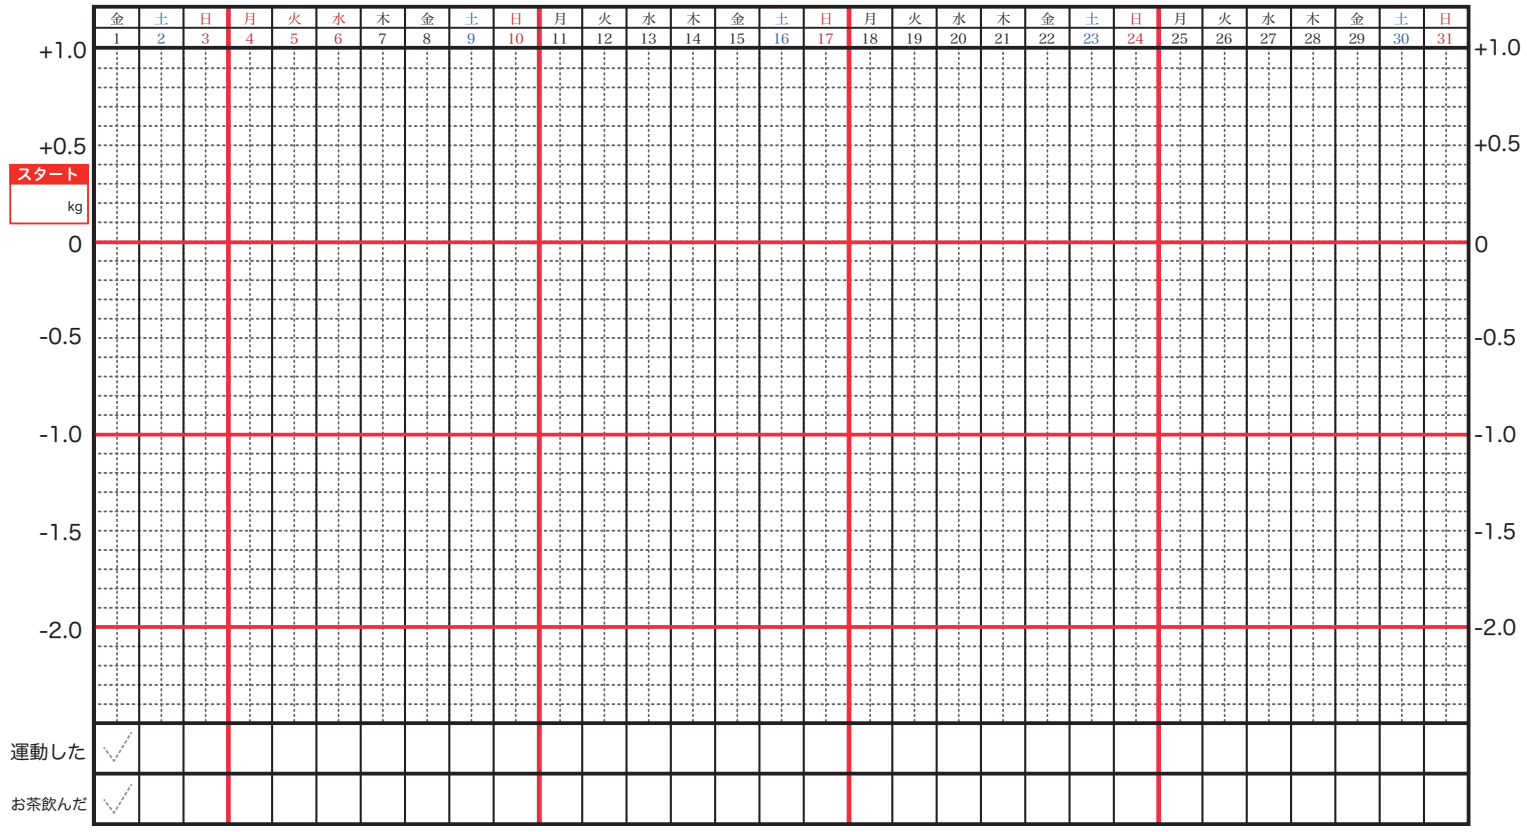 金 土 日 月 火 水 木 金 土 日 月 火 水 木 金 土 日 月 火 水 木 金 土 日 月 火 水 木 金 土 日
1 2 3 4 5 6 7 8 9 10 11 12 13 14 15 16 17 18 19 20 21 22 23 24 25 26 27 28 29 30 31
+1.0 +1.0
+0.5 +0.5
スタート
kg
0 0
-0.5 -0.5
-1.0 -1.0
-1.5 -1.5
-2.0 -2.0
運動した
お茶飲んだ